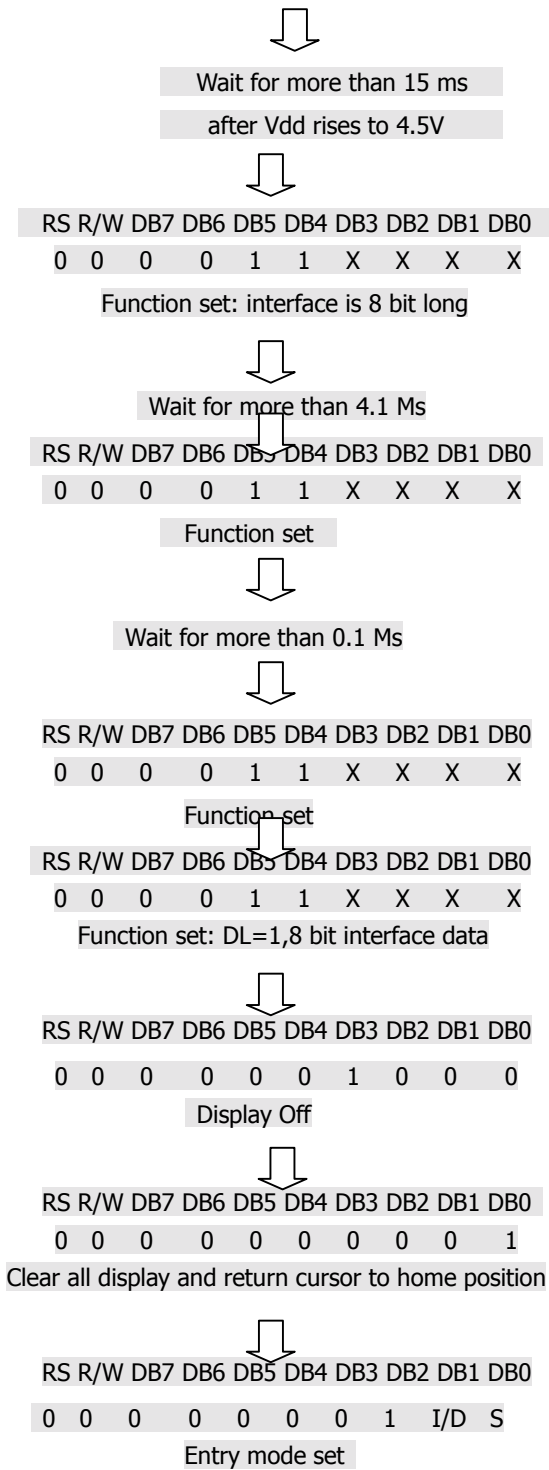 Wait for more than 15 ms
after Vdd rises to 4.5V
RS R/W DB7 DB6 DB5 DB4 DB3 DB2 DB1 DB0
0 0 0 0 1 1 X X X X
Function set: interface is 8 bit long
Wait for more than 4.1 Ms
RS R/W DB7 DB6 DB5 DB4 DB3 DB2 DB1 DB0
0 0 0 0 1 1 X X X X
Function set
Wait for more than 0.1 Ms
RS R/W DB7 DB6 DB5 DB4 DB3 DB2 DB1 DB0
0 0 0 0 1 1 X X X X
Function set
RS R/W DB7 DB6 DB5 DB4 DB3 DB2 DB1 DB0
0 0 0 0 1 1 X X X X
Function set: DL=1,8 bit interface data
RS R/W DB7 DB6 DB5 DB4 DB3 DB2 DB1 DB0
0 0 0 0 0 0 1 0 0 0
Display Off
RS R/W DB7 DB6 DB5 DB4 DB3 DB2 DB1 DB0
0 0 0 0 0 0 0 0 0 1
Clear all display and return cursor to home position
RS R/W DB7 DB6 DB5 DB4 DB3 DB2 DB1 DB0
0 0 0 0 0 0 0 1 I/D S
Entry mode set